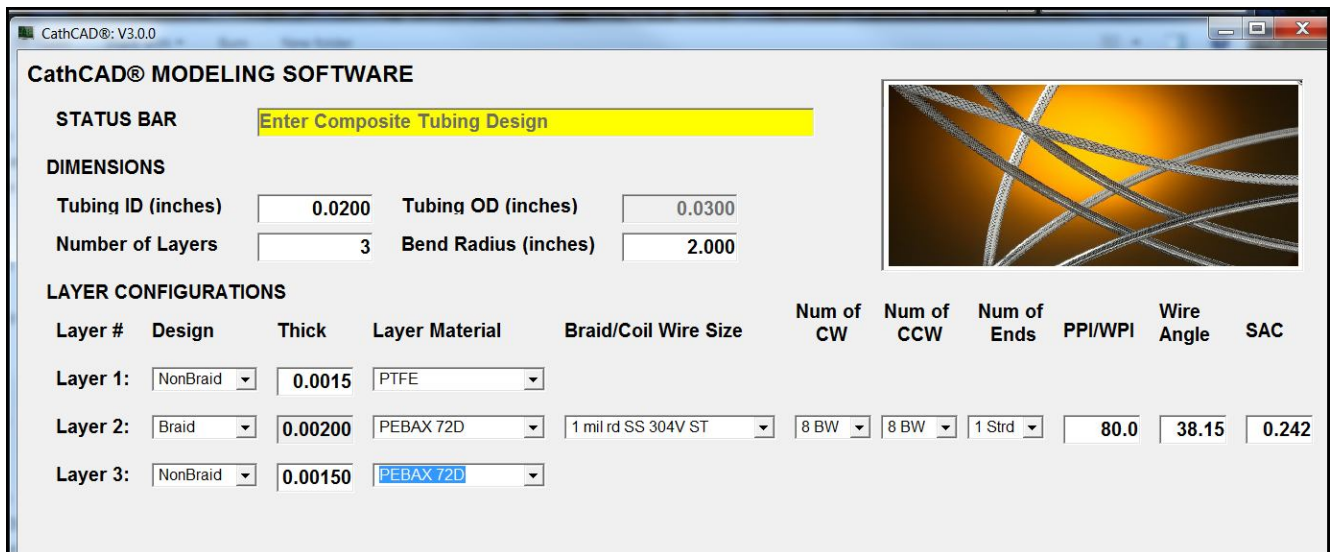 CathCAD®: V3.0.0
CathCAD® MODELING SOFTWARE
STATUS BAR Enter Composite Tubing Design
DIMENSIONS
Tubing ID (inches) 0.0200 Tubing OD (inches) 0.0300
Number of Layers 3 Bend Radius (inches) 2.000
LAYER CONFIGURATIONS
Layer # Design Thick Layer Material Braid/Coil Wire Size Num of CW Num of CCW Num of Ends PPI/WPI Wire Angle SAC
Layer 1: NonBraid 0.0015 PTFE
Layer 2: Braid 0.00200 PEBAX 72D 1 mil rd SS 304V ST 8 BW 8 BW 1 Strd 80.0 38.15 0.242
Layer 3: NonBraid 0.00150 PEBAX 72D